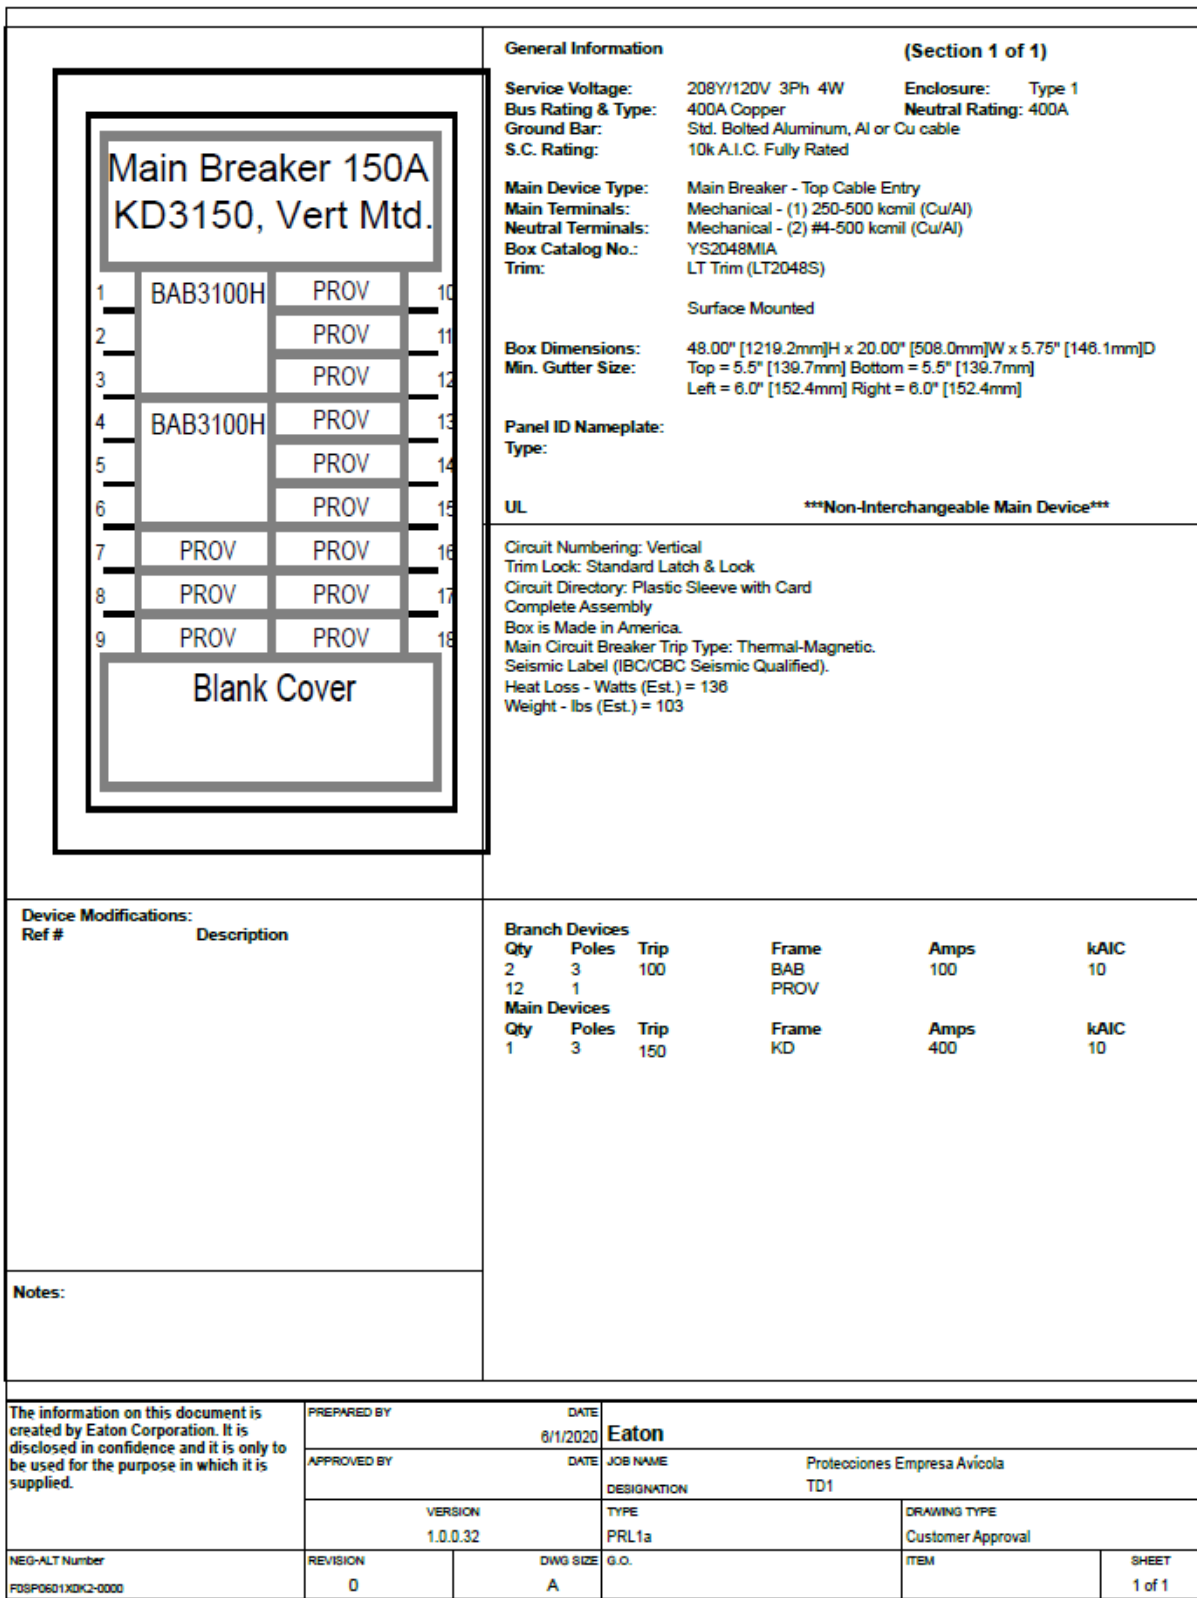 General Information (Section 1 of 1)
Service Voltage: 208Y/120V 3Ph 4W Enclosure: Type 1
Bus Rating & Type: 400A Copper Neutral Rating: 400A
Ground Bar: Std. Bolted Aluminum, Al or Cu cable
S.C. Rating: 10k A.I.C. Fully Rated
Main Device Type: Main Breaker - Top Cable Entry
Main Terminals: Mechanical - (1) 250-500 kcmil (Cu/Al)
Neutral Terminals: Mechanical - (2) #4-500 kcmil (Cu/Al)
Box Catalog No.: YS2048MIA
Trim: LT Trim (LT2048S)
Surface Mounted
Box Dimensions: 48.00" [1219.2mm]H x 20.00" [508.0mm]W x 5.75" [146.1mm]D
Min. Gutter Size: Top = 5.5" [139.7mm] Bottom = 5.5" [139.7mm]
Left = 6.0" [152.4mm] Right = 6.0" [152.4mm]
Panel ID Nameplate:
Type:
UL ***Non-Interchangeable Main Device***
Main Breaker 150A
KD3150, Vert Mtd.
1 BAB3100H PROV 10
2 PROV 11
3 PROV 12
4 BAB3100H PROV 13
5 PROV 14
6 PROV 15
7 PROV PROV 16
8 PROV PROV 17
9 PROV PROV 18
Blank Cover
Circuit Numbering: Vertical
Trim Lock: Standard Latch & Lock
Circuit Directory: Plastic Sleeve with Card
Complete Assembly
Box is Made in America.
Main Circuit Breaker Trip Type: Thermal-Magnetic.
Seismic Label (IBC/CBC Seismic Qualified).
Heat Loss - Watts (Est.) = 136
Weight - lbs (Est.) = 103
Device Modifications:
Ref # Description
Branch Devices
Qty Poles Trip Frame Amps kAIC
2 3 100 BAB 100 10
12 1 PROV
Main Devices
Qty Poles Trip Frame Amps kAIC
1 3 150 KD 400 10
Notes:
The information on this document is
created by Eaton Corporation. It is
disclosed in confidence and it is only to
be used for the purpose in which it is
supplied.
PREPARED BY DATE
6/1/2020
Eaton
APPROVED BY DATE
JOB NAME Protecciones Empresa Avícola
DESIGNATION TD1
VERSION
1.0.0.32
TYPE
PRL1a
DRAWING TYPE
Customer Approval
NEG-ALT Number
F0SP0601X0K2-0000
REVISION
0
DWG SIZE
A
G.O.
ITEM
SHEET
1 of 1